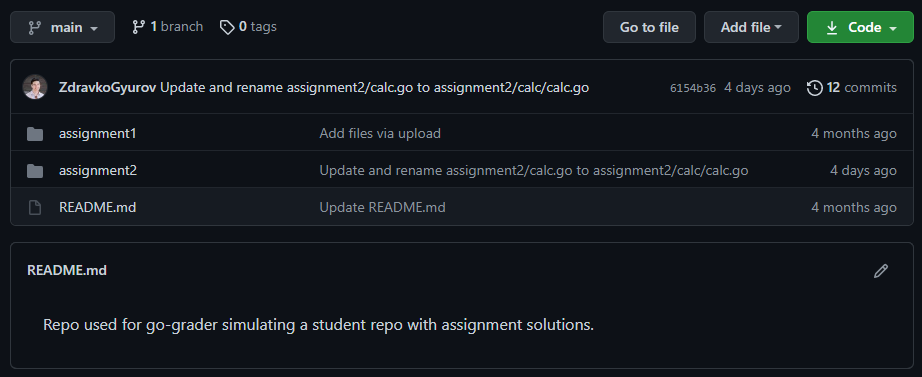 main 1 branch 0 tags Go to file Add file Code
ZdravkoGyurov Update and rename assignment2/calc.go to assignment2/calc/calc.go 6154b36 4 days ago 12 commits
assignment1 Add files via upload 4 months ago
assignment2 Update and rename assignment2/calc.go to assignment2/calc/calc.go 4 days ago
README.md Update README.md 4 months ago
README.md
Repo used for go-grader simulating a student repo with assignment solutions.